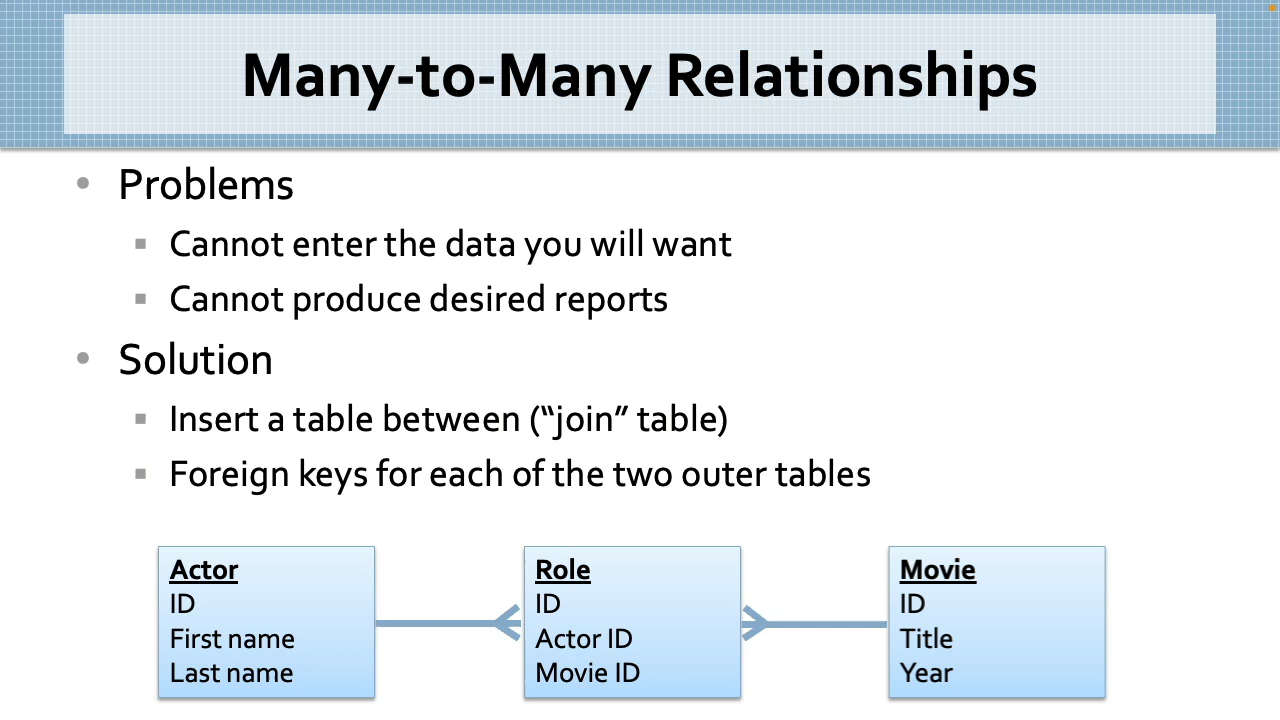 Many-to-Many Relationships
Problems
Cannot enter the data you will want
Cannot produce desired reports
Solution
Insert a table between (“join” table)
Foreign keys for each of the two outer tables
Actor
ID
First name
Last name
Role
ID
Actor ID
Movie ID
Movie
ID
Title
Year